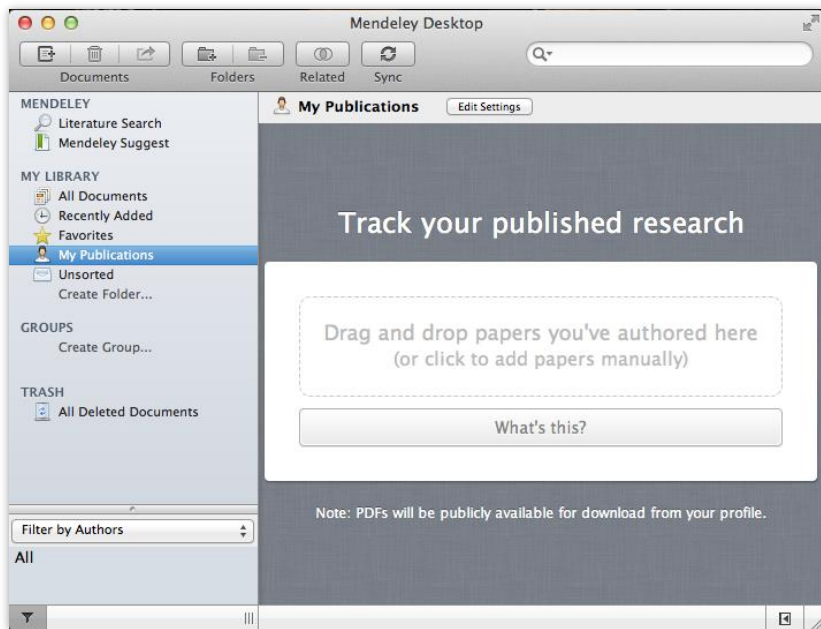 Mendeley Desktop
Documents
Folders
Related
Sync
MENDELEY
Literature Search
Mendeley Suggest
MY LIBRARY
All Documents
Recently Added
Favorites
My Publications
Unsorted
Create Folder...
GROUPS
Create Group...
TRASH
All Deleted Documents
Filter by Authors
All
My Publications
Edit Settings
Track your published research
Drag and drop papers you've authored here
(or click to add papers manually)
What's this?
Note: PDFs will be publicly available for download from your profile.